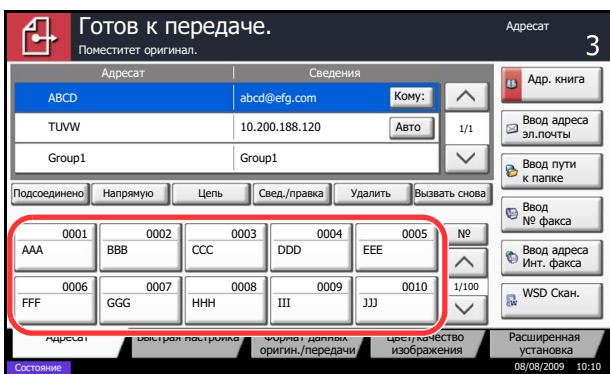 Готов к передаче.
Поместитет оригинал.
Адресат
3
Адресат Сведения
ABCD abcd@efg.com Кому:
TUVW 10.200.188.120 Авто 1/1
Group1 Group1
Адр. книга
Ввод адреса
эл.почты
Ввод пути
к папке
Ввод
№ факса
Ввод адреса
Инт. факса
WSD Скан.
Подсоединено Напрямую Цепь Свед./правка Удалить Вызвать снова
0001 0002 0003 0004 0005 №
AAA BBB CCC DDD EEE
0006 0007 0008 0009 0010 1/100
FFF GGG HHH III JJJ
Адресат Быстрая настройка Формат данных Цвет/качество Расширенная
оригин./передачи изображения установка
Состояние 08/08/2009 10:10